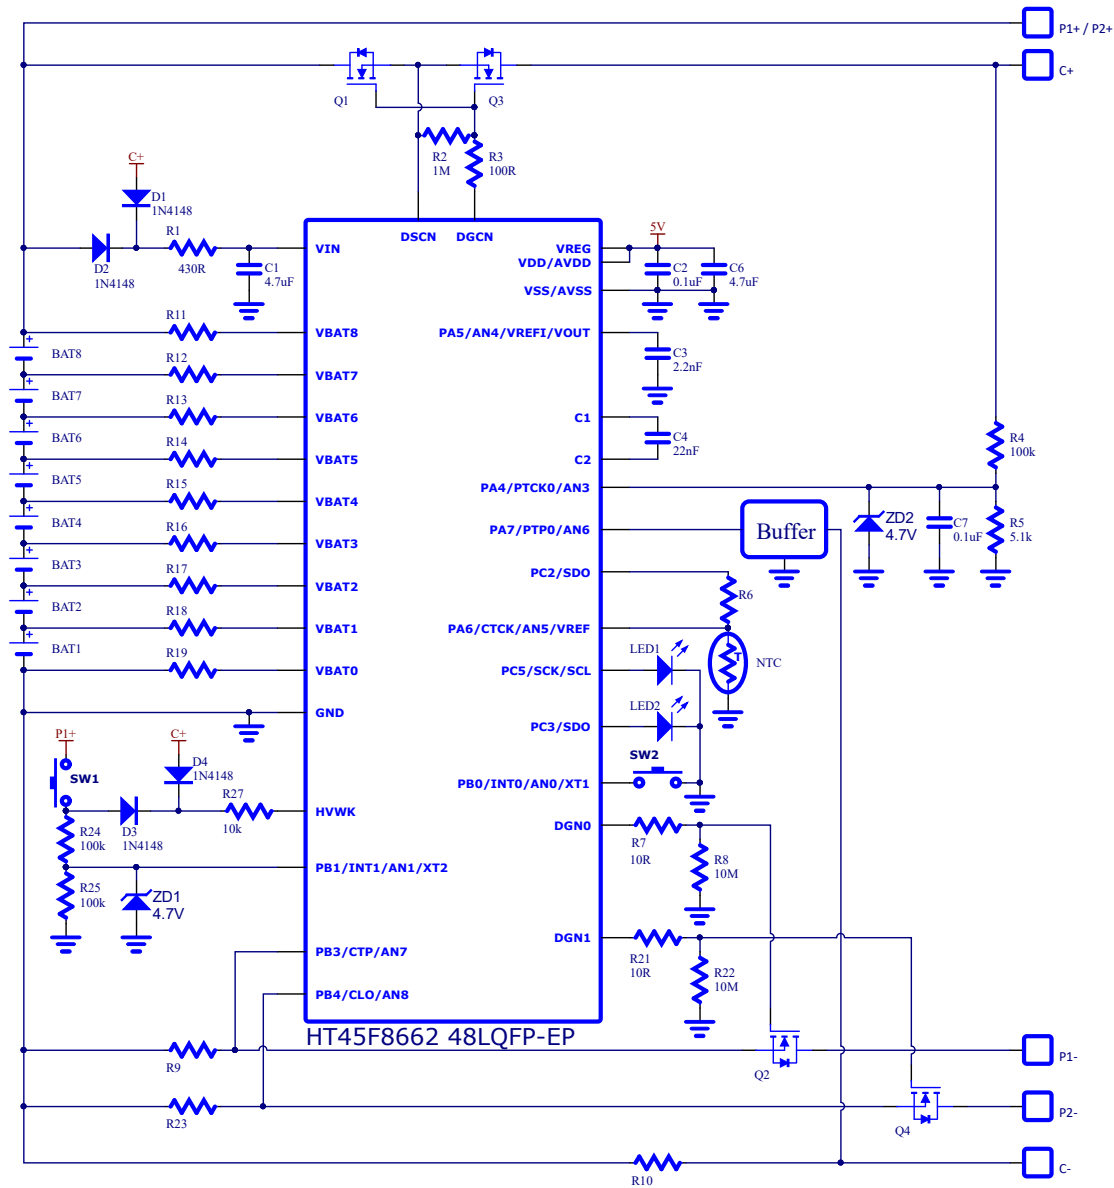 P1+ / P2+
C+
Q1
Q3
R2
1M
R3
100R
C+
D1
1N4148
D2
1N4148
R1
430R
C1
4.7uF
DSCN
DGCN
VIN
VREG
VDD/AVDD
VSS/AVSS
5V
C2
0.1uF
C6
4.7uF
R11
VBAT8
PA5/AN4/VREFI/VOUT
C3
2.2nF
+
BAT8
R12
VBAT7
+
BAT7
R13
VBAT6
C1
+
BAT6
C4
22nF
R4
100k
R14
VBAT5
C2
+
BAT5
R15
VBAT4
PA4/PTCK0/AN3
+
BAT4
ZD2
4.7V
C7
0.1uF
R5
5.1k
R16
VBAT3
PA7/PTP0/AN6
Buffer
+
BAT3
R17
VBAT2
PC2/SDO
R6
+
BAT2
R18
VBAT1
PA6/CTCK/AN5/VREF
+
BAT1
R19
VBAT0
PC5/SCK/SCL
LED1
T
NTC
GND
PC3/SDO
LED2
P1+
SW1
C+
D4
1N4148
D3
1N4148
R27
10k
HVWK
PB0/INT0/AN0/XT1
SW2
R24
100k
DGN0
R7
10R
R8
10M
PB1/INT1/AN1/XT2
R25
100k
ZD1
4.7V
PB3/CTP/AN7
DGN1
R21
10R
R22
10M
PB4/CLO/AN8
HT45F8662 48LQFP-EP
R9
Q2
P1-
R23
Q4
P2-
R10
C-